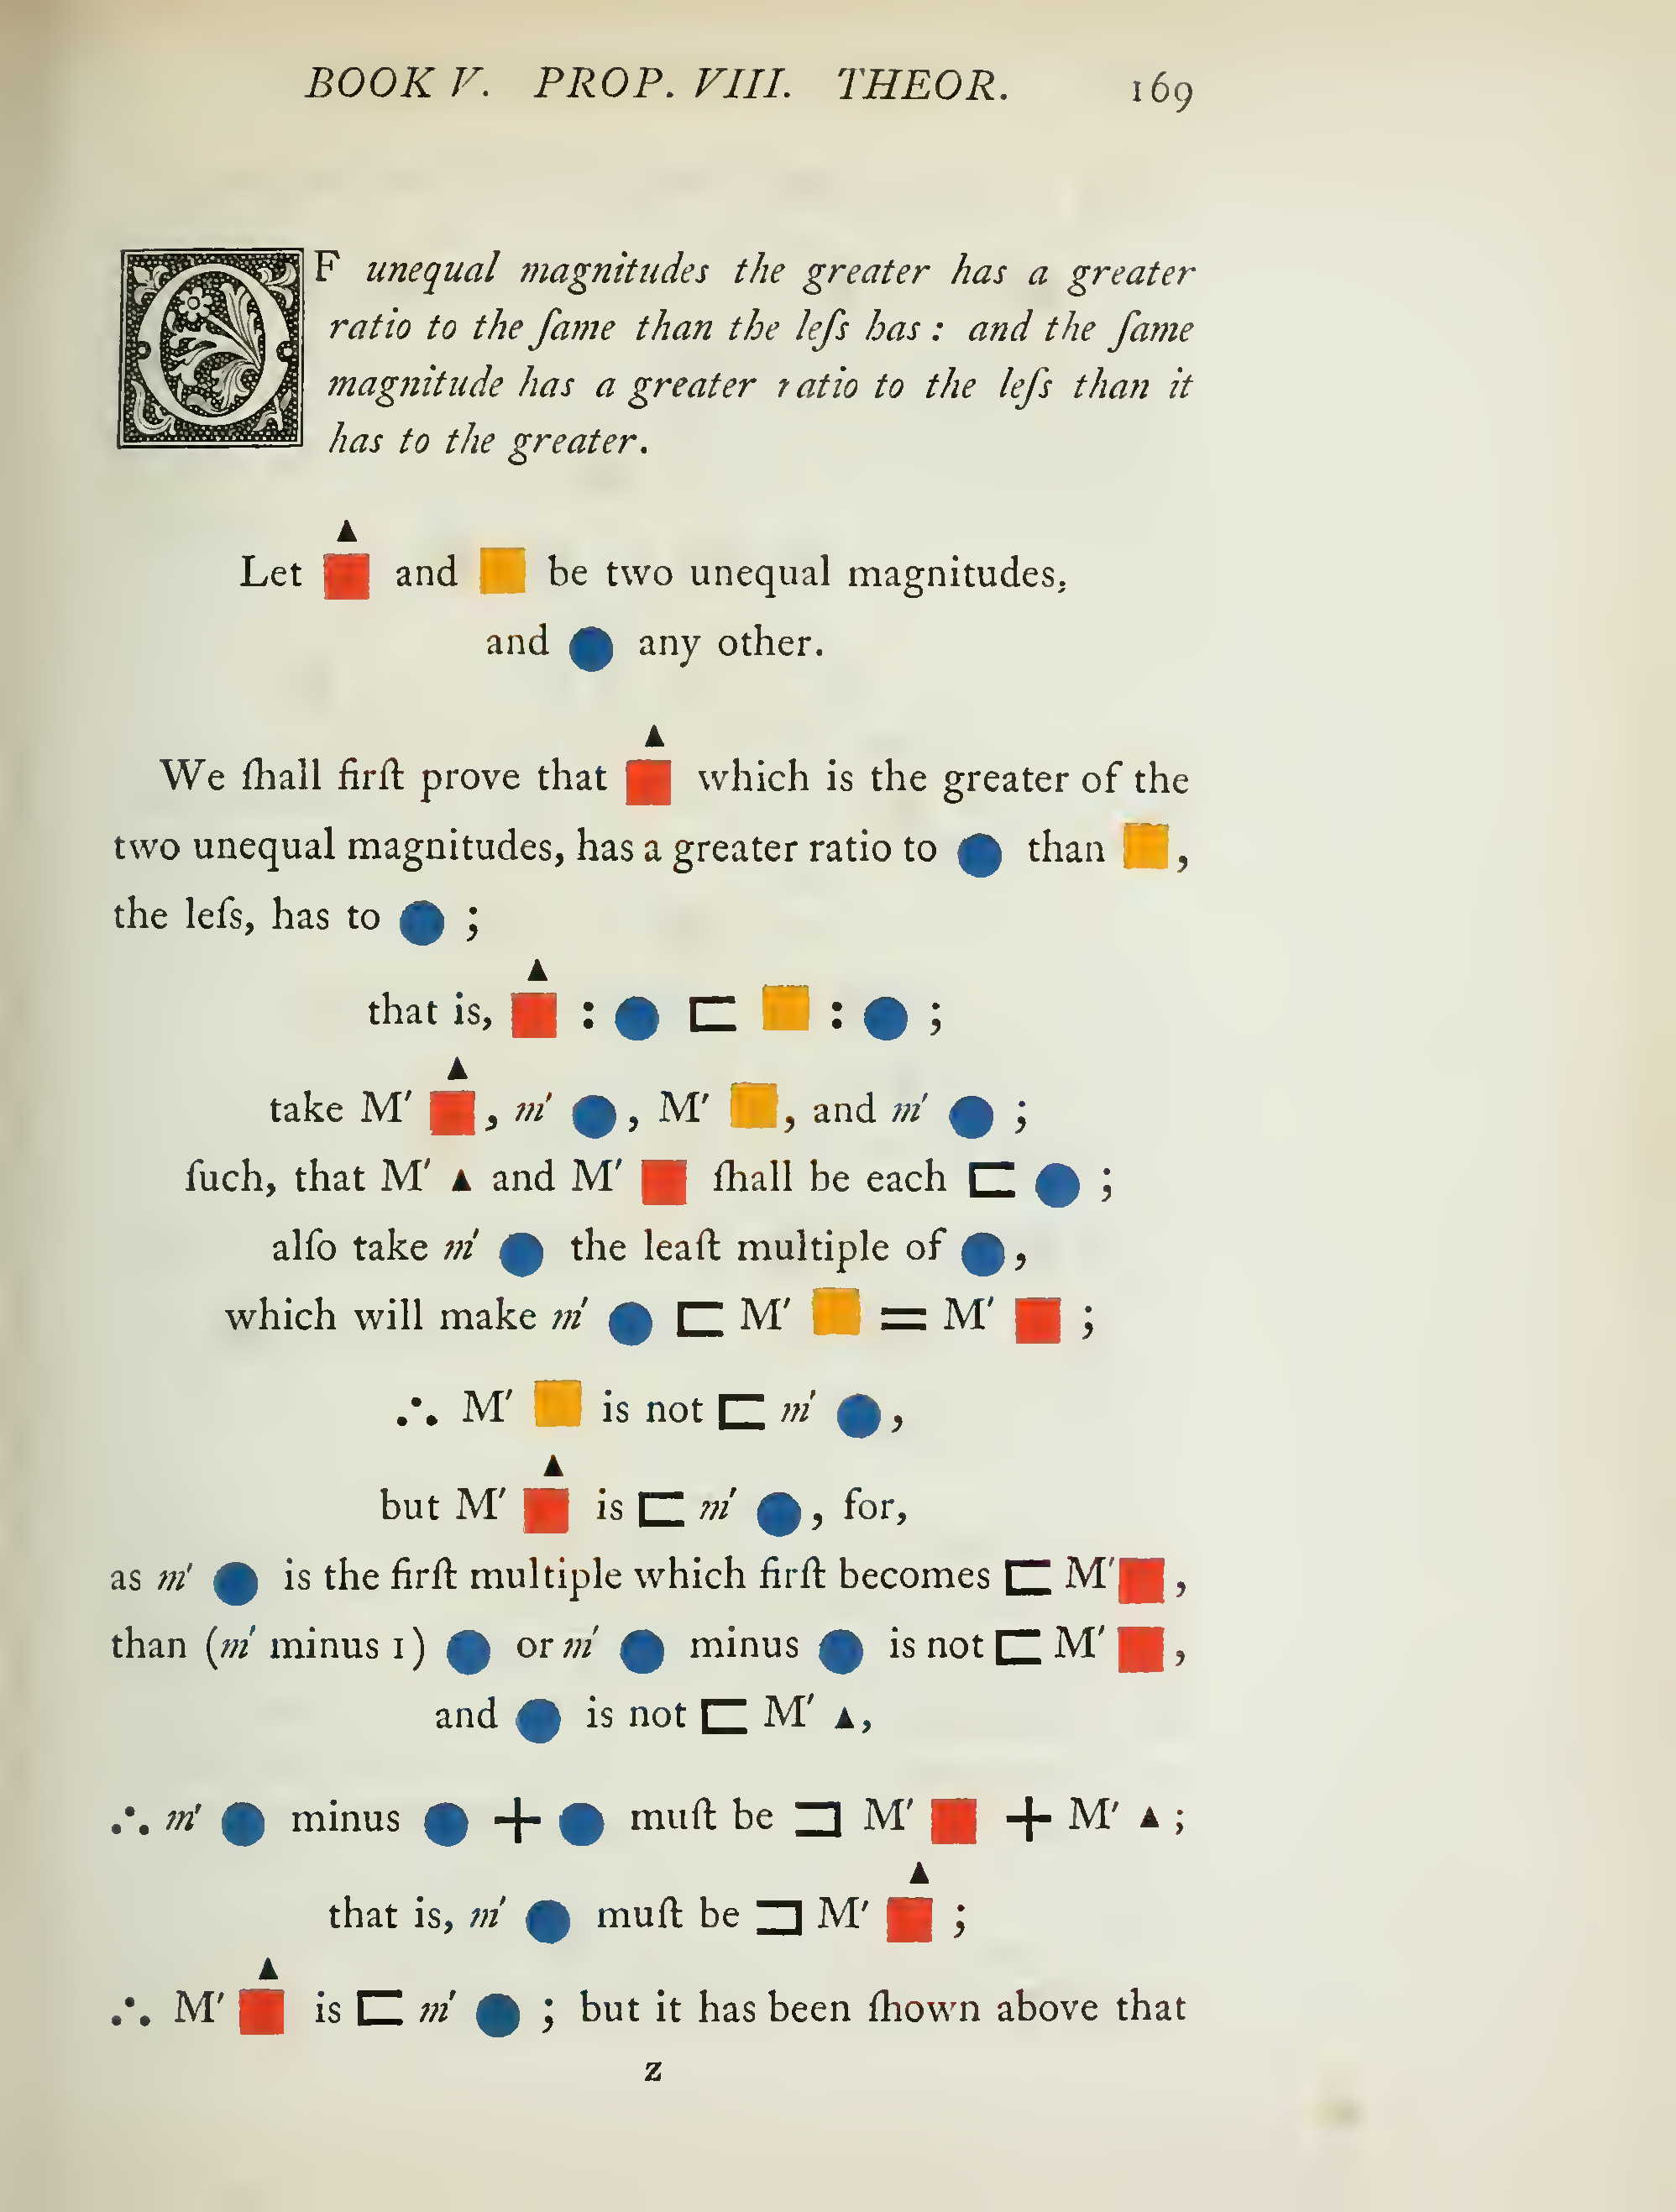 BOOK V. PROP. VIII. THEOR. 169
OF unequal magnitudes the greater has a greater
ratio to the ſame than the leſs has : and the ſame
magnitude has a greater ratio to the leſs than it
has to the greater.
Let ▲🟥 and 🟨 be two unequal magnitudes,
and 🔵 any other.
We ſhall firſt prove that ▲🟥 which is the greater of the
two unequal magnitudes, has a greater ratio to 🔵 than 🟨,
the leſs, has to 🔵 ;
that is, ▲🟥 : 🔵 ⊏ 🟨 : 🔵 ;
take M′ ▲🟥, m′ 🔵, M′ 🟨, and m′ 🔵 ;
ſuch, that M′ ▲ and M′ 🟥 ſhall be each ⊏ 🔵 ;
alſo take m′ 🔵 the leaſt multiple of 🔵,
which will make m′ 🔵 ⊏ M′ 🟨 = M′ 🟥 ;
∴ M′ 🟨 is not ⊏ m′ 🔵,
but M′ ▲🟥 is ⊏ m′ 🔵, for,
as m′ 🔵 is the firſt multiple which firſt becomes ⊏ M′ 🟥,
than (m′ minus 1) 🔵 or m′ 🔵 minus 🔵 is not ⊏ M′ 🟥,
and 🔵 is not ⊏ M′ ▲,
∴ m′ 🔵 minus 🔵 + 🔵 muſt be ⊐ M′ 🟥 + M′ ▲ ;
that is, m′ 🔵 muſt be ⊐ M′ ▲🟥 ;
∴ M′ ▲🟥 is ⊏ m′ 🔵 ; but it has been ſhown above that
z